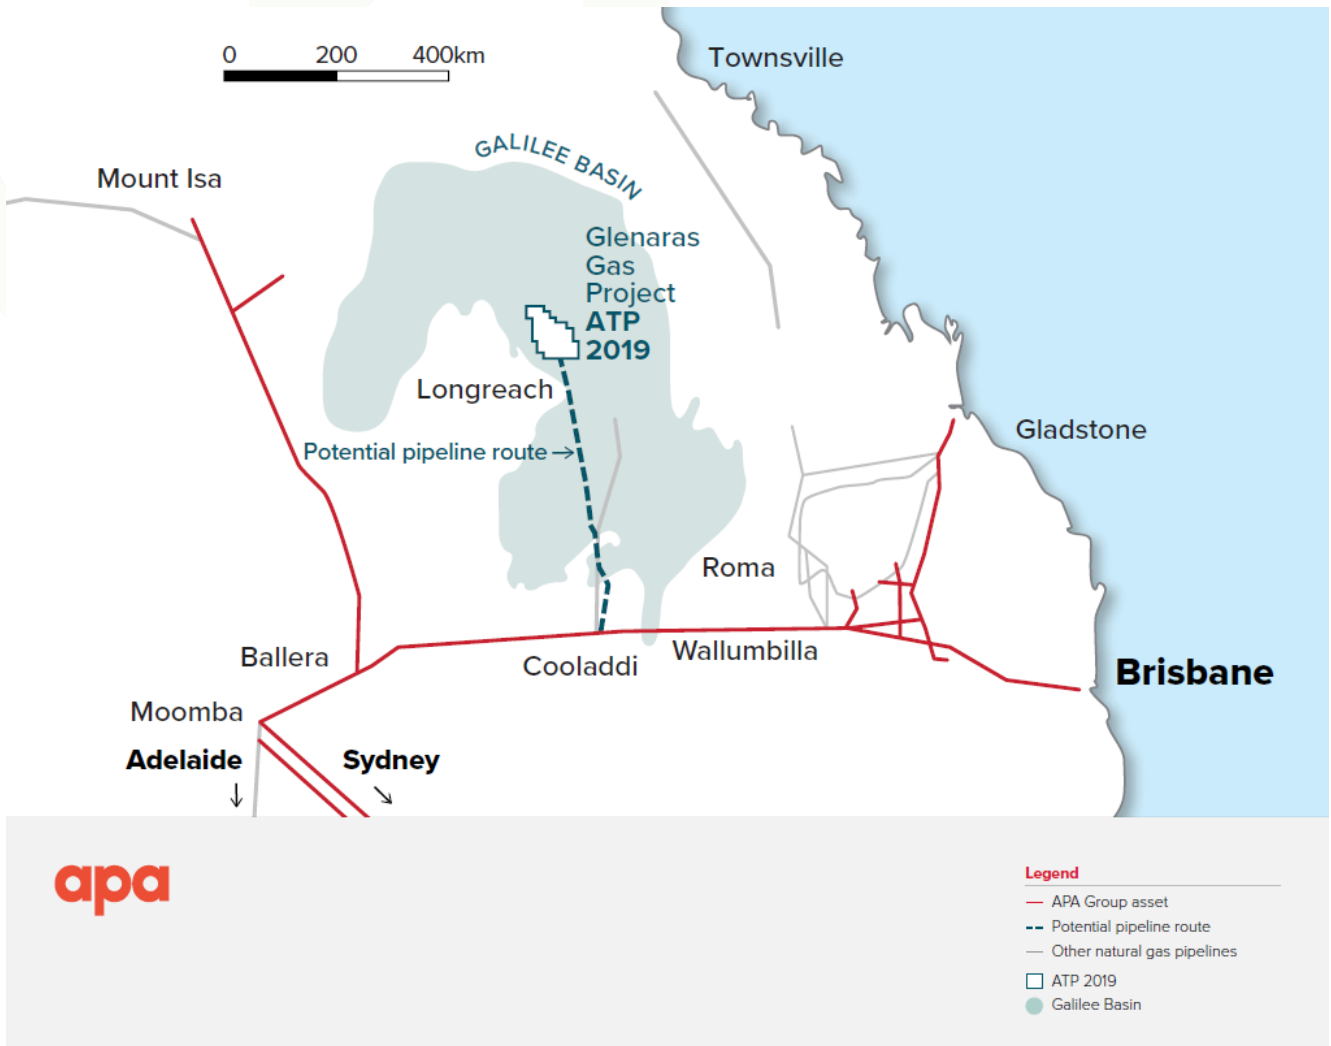 0 200 400km
Townsville
GALILEE BASIN
Mount Isa
Glenaras
Gas
Project
ATP
2019
Longreach
Potential pipeline route
Gladstone
Roma
Ballera
Cooladdi
Wallumbilla
Brisbane
Moomba
Adelaide
Sydney
apa
Legend
APA Group asset
Potential pipeline route
Other natural gas pipelines
ATP 2019
Galilee Basin